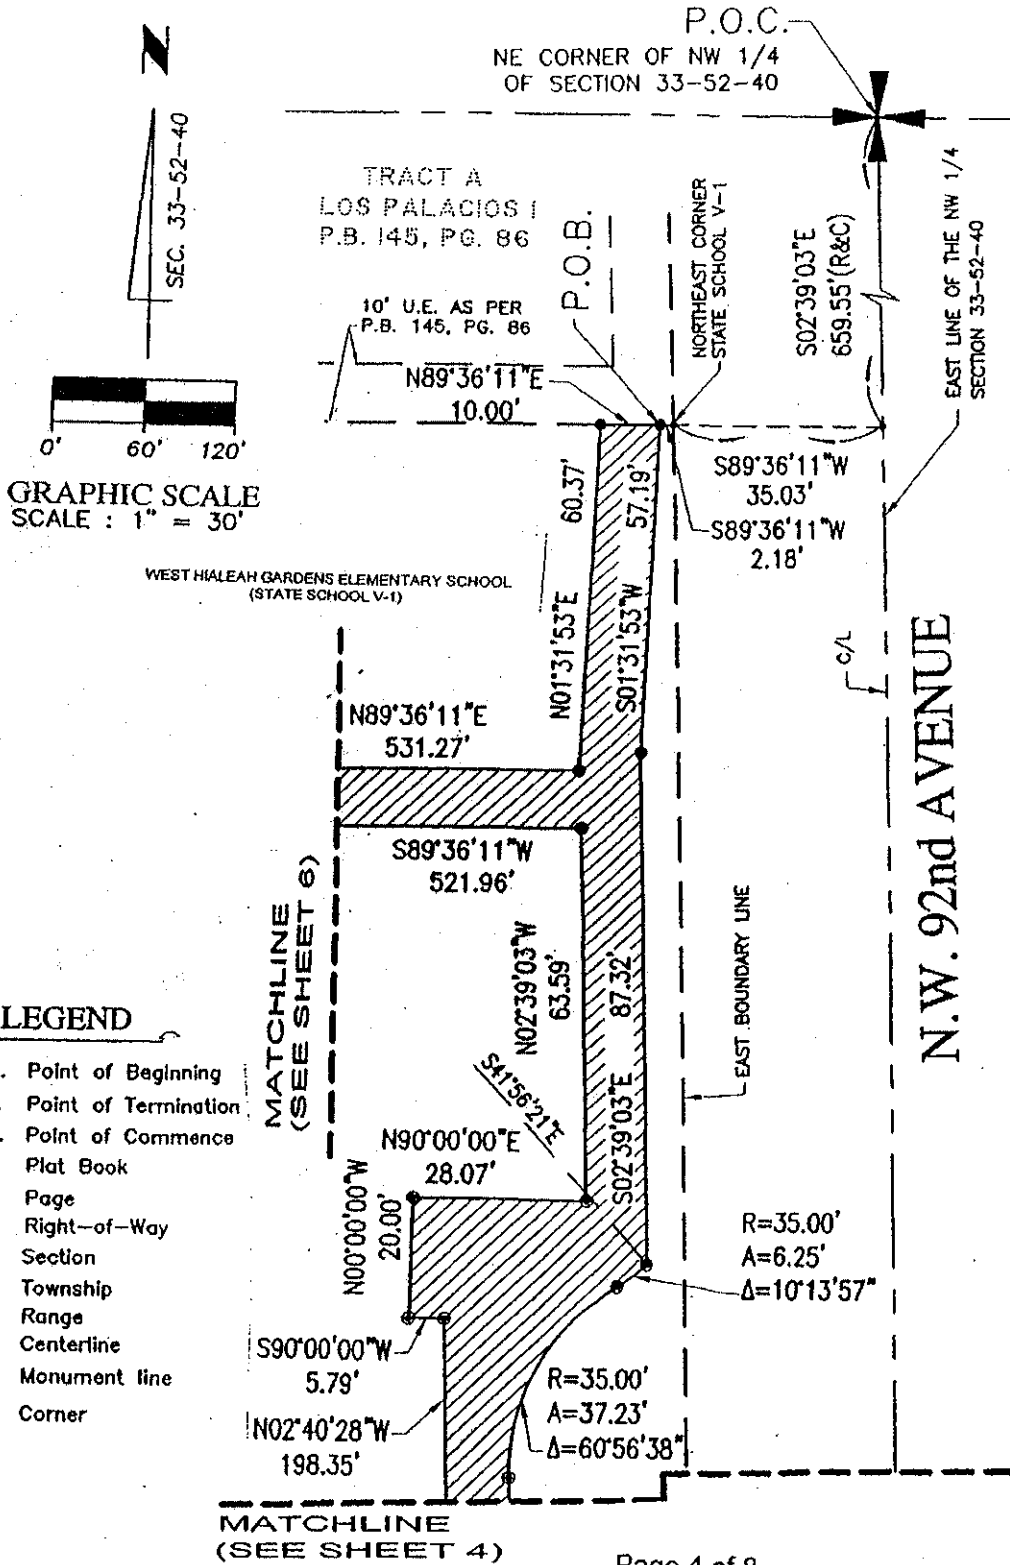 P.O.C.
NE CORNER OF NW 1/4
OF SECTION 33-52-40
N
SEC. 33-52-40
TRACT A
LOS PALACIOS I
P.B. 145, PG. 86
10' U.E. AS PER
P.B. 145, PG. 86
P.O.B.
NORTHEAST CORNER
STATE SCHOOL V-1
S02°39'03"E
659.55'(R&C)
EAST LINE OF THE NW 1/4
SECTION 33-52-40
N89°36'11"E
10.00'
0' 60' 120'
GRAPHIC SCALE
SCALE : 1" = 30'
S89°36'11"W
35.03'
S89°36'11"W
2.18'
WEST HIALEAH GARDENS ELEMENTARY SCHOOL
(STATE SCHOOL V-1)
N01°31'53"E
60.37'
S01°31'53"W
57.19'
C/L
N.W. 92nd AVENUE
N89°36'11"E
531.27'
S89°36'11"W
521.96'
MATCHLINE
(SEE SHEET 6)
N02°39'03"W
63.59'
S02°39'03"E
87.32'
EAST BOUNDARY LINE
S41°56'21"E
LEGEND
. Point of Beginning
. Point of Termination
. Point of Commence
Plat Book
Page
Right-of-Way
Section
Township
Range
Centerline
Monument line
Corner
N90°00'00"E
28.07'
N00°00'00"W
20.00'
R=35.00'
A=6.25'
Δ=10°13'57"
S90°00'00"W
5.79'
N02°40'28"W
198.35'
R=35.00'
A=37.23'
Δ=60°56'38"
MATCHLINE
(SEE SHEET 4)
Page 4 of 9